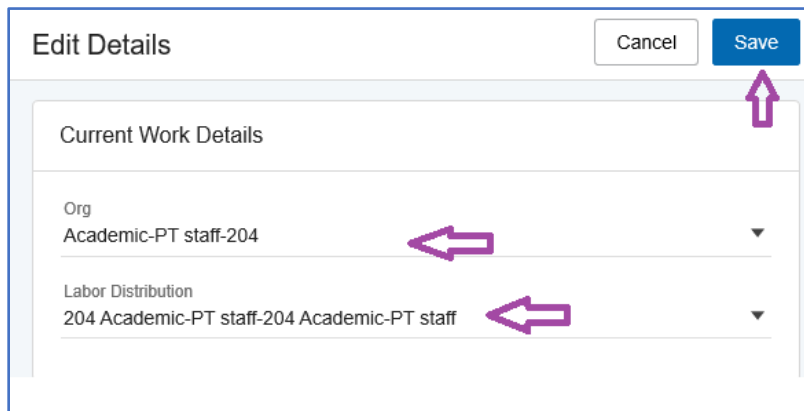 Edit Details
Cancel
Save
Current Work Details
Org
Academic-PT staff-204
Labor Distribution
204 Academic-PT staff-204 Academic-PT staff